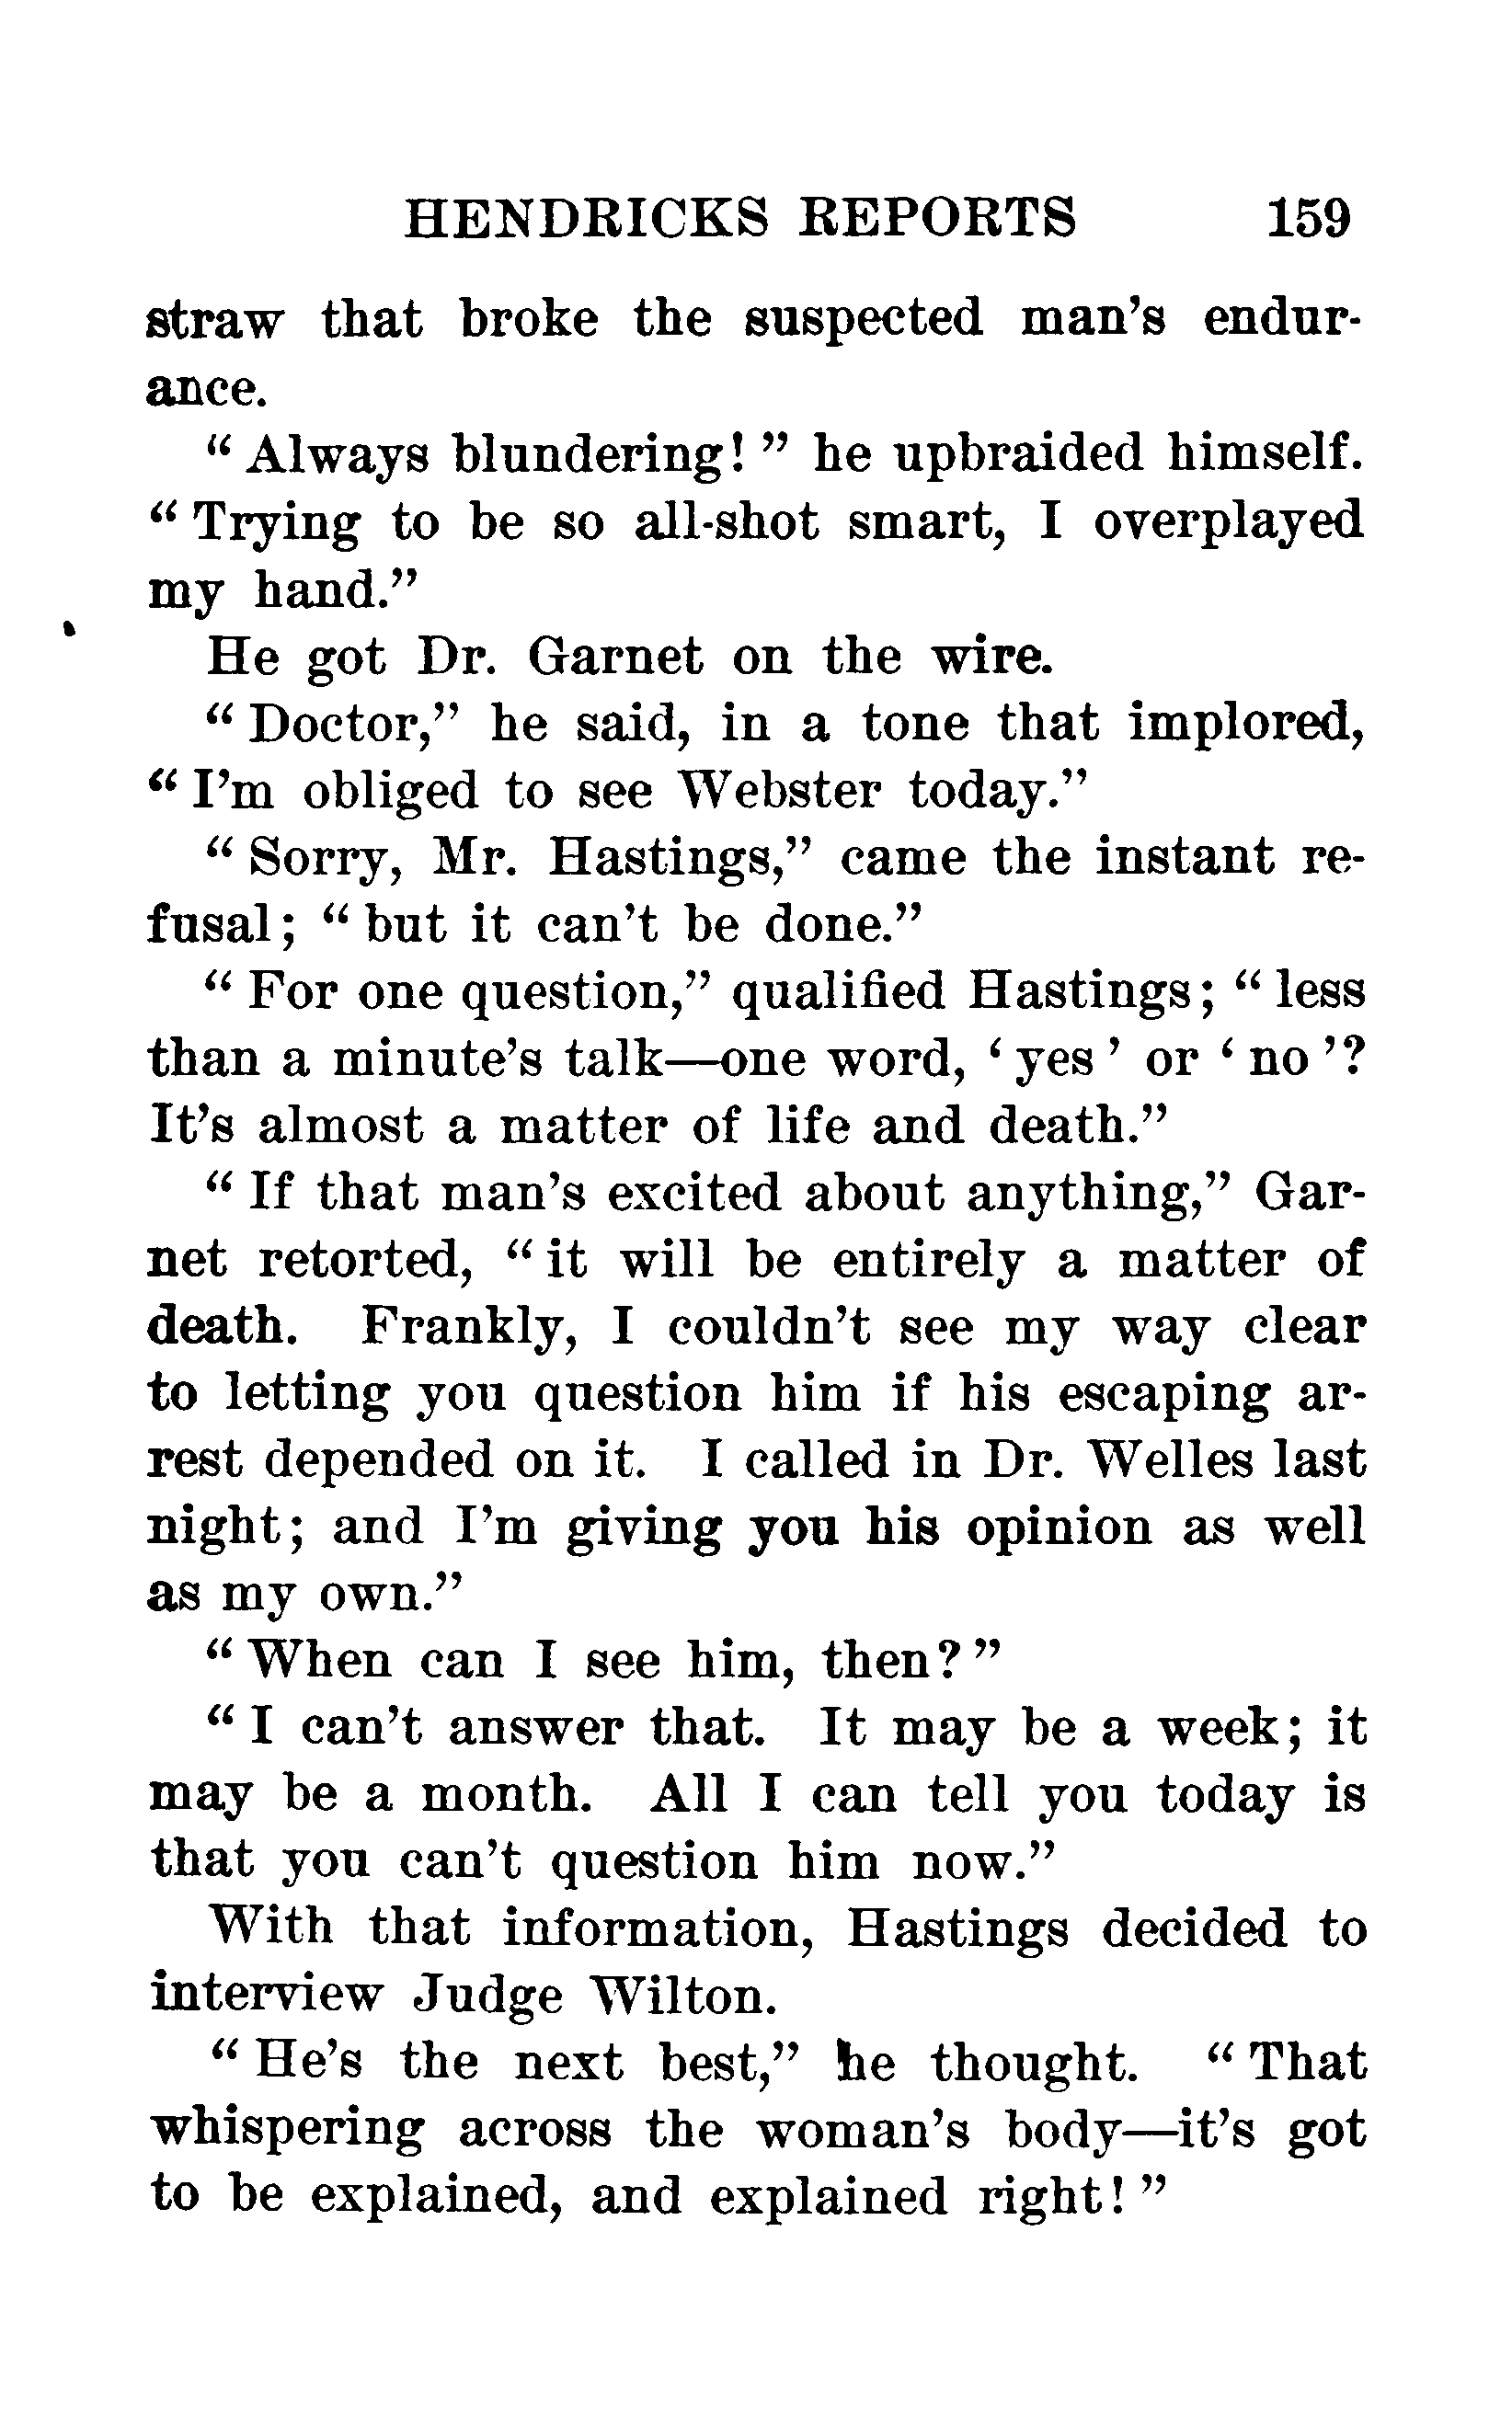 HENDRICKS REPORTS 159
straw that broke the suspected man's endur-
ance.
“ Always blundering! ” he upbraided himself.
“ Trying to be so all-shot smart, I overplayed
my hand.”
He got Dr. Garnet on the wire.
“ Doctor,” he said, in a tone that implored,
“ I'm obliged to see Webster today.”
“ Sorry, Mr. Hastings,” came the instant re-
fusal; “ but it can't be done.”
“ For one question,” qualified Hastings; “ less
than a minute's talk—one word, ‘ yes ’ or ‘ no ’?
It's almost a matter of life and death.”
“ If that man's excited about anything,” Gar-
net retorted, “ it will be entirely a matter of
death. Frankly, I couldn't see my way clear
to letting you question him if his escaping ar-
rest depended on it. I called in Dr. Welles last
night; and I'm giving you his opinion as well
as my own.”
“ When can I see him, then? ”
“ I can't answer that. It may be a week; it
may be a month. All I can tell you today is
that you can't question him now.”
With that information, Hastings decided to
interview Judge Wilton.
“ He's the next best,” he thought. “ That
whispering across the woman's body—it's got
to be explained, and explained right! ”